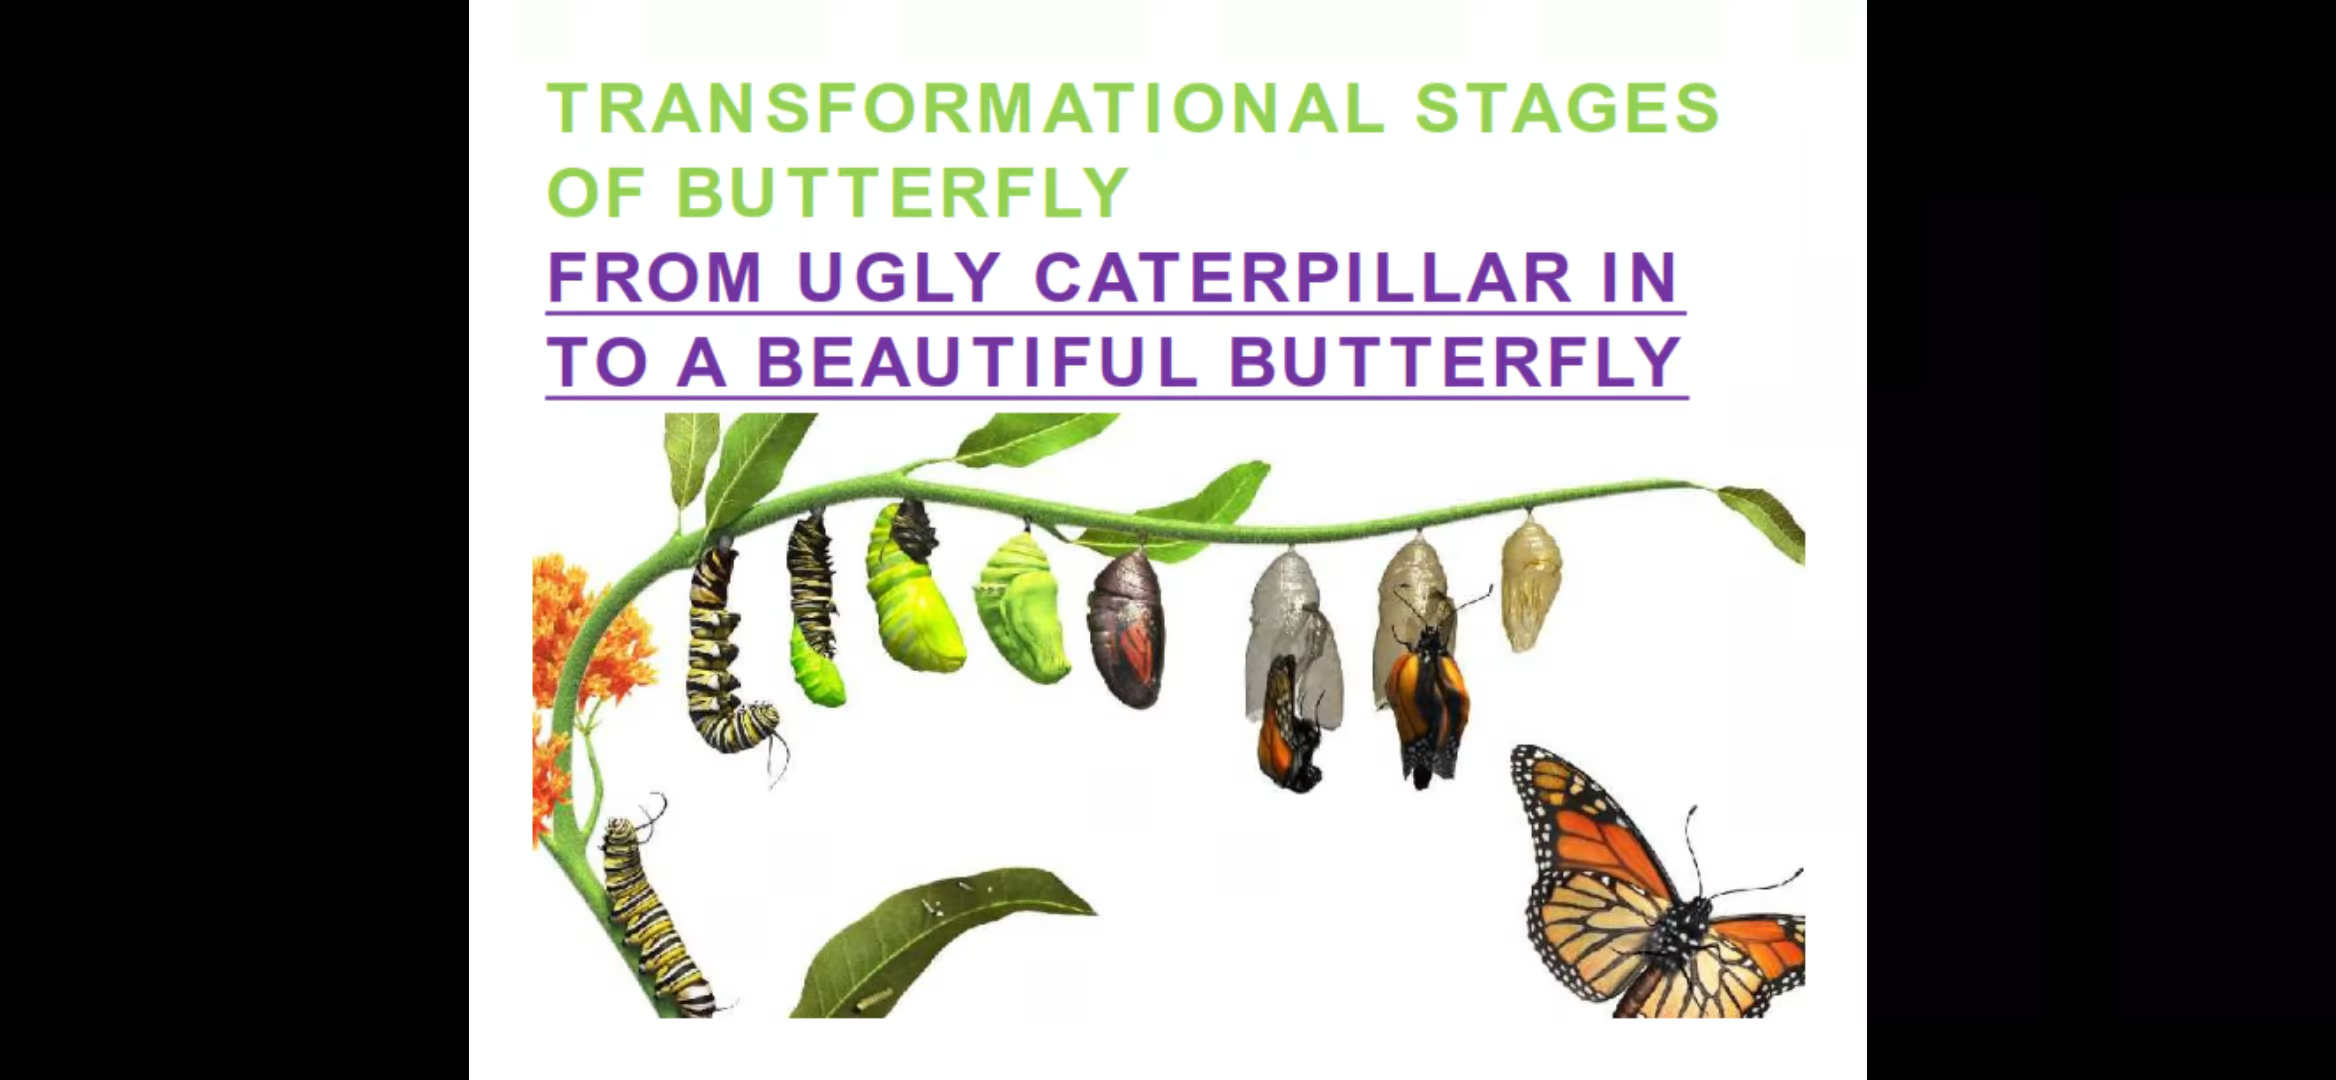 TRANSFORMATIONAL STAGES
OF BUTTERFLY
FROM UGLY CATERPILLAR IN
TO A BEAUTIFUL BUTTERFLY